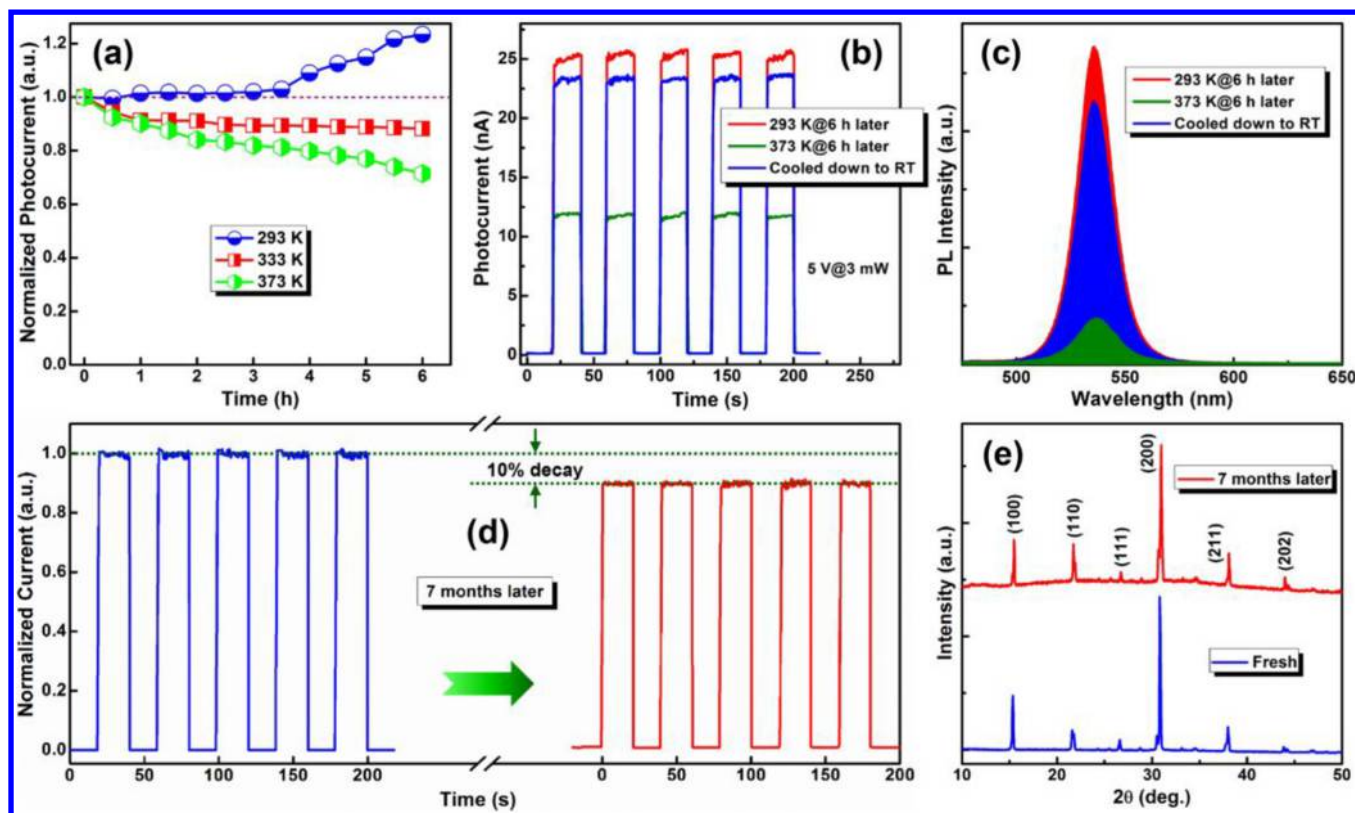 (a)
Normalized Photocurrent (a.u.)
1.2
1.0
0.8
0.6
0.4
0.2
0.0
293 K
333 K
373 K
0 1 2 3 4 5 6
Time (h)
(b)
Photocurrent (nA)
25
20
15
10
5
0
293 K@6 h later
373 K@6 h later
Cooled down to RT
5 V@3 mW
0 50 100 150 200 250
Time (s)
(c)
PL Intensity (a.u.)
293 K@6 h later
373 K@6 h later
Cooled down to RT
500 550 600 650
Wavelength (nm)
(d)
Normalized Current (a.u.)
1.0
0.8
0.6
0.4
0.2
0.0
10% decay
7 months later
0 50 100 150 200 0 50 100 150 200
Time (s)
(e)
Intensity (a.u.)
(100)
(110)
(111)
(200)
(211)
(202)
7 months later
Fresh
10 20 30 40 50
2θ (deg.)